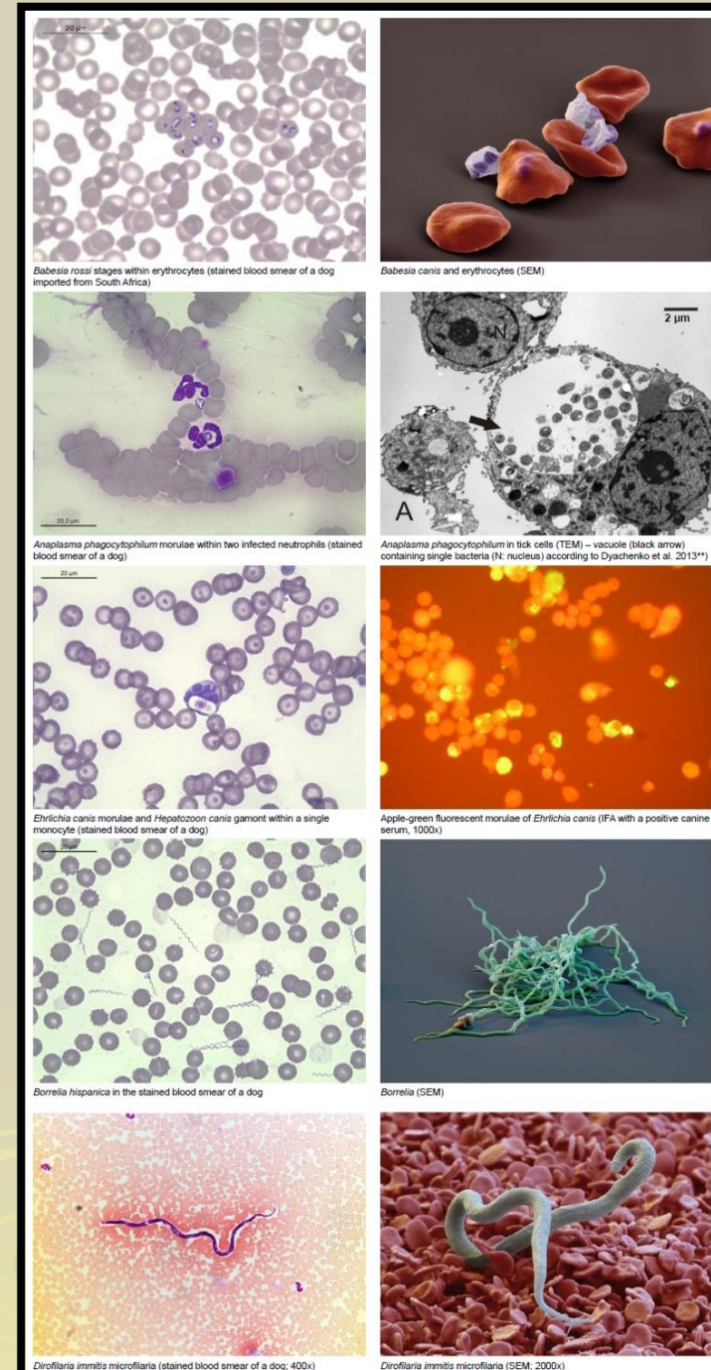 20 µm
Babesia rossi stages within erythrocytes (stained blood smear of a dog
imported from South Africa)
Babesia canis and erythrocytes (SEM)
20,0 µm
Anaplasma phagocytophilum morulae within two infected neutrophils (stained
blood smear of a dog)
N
2 µm
A
Anaplasma phagocytophilum in tick cells (TEM) – vacuole (black arrow)
containing single bacteria (N: nucleus) according to Dyachenko et al. 2013**)
20 µm
Ehrlichia canis morulae and Hepatozoon canis gamont within a single
monocyte (stained blood smear of a dog)
Apple-green fluorescent morulae of Ehrlichia canis (IFA with a positive canine
serum, 1000x)
Borrelia hispanica in the stained blood smear of a dog
Borrelia (SEM)
Dirofilaria immitis microfilaria (stained blood smear of a dog; 400x)
Dirofilaria immitis microfilaria (SEM; 2000x)